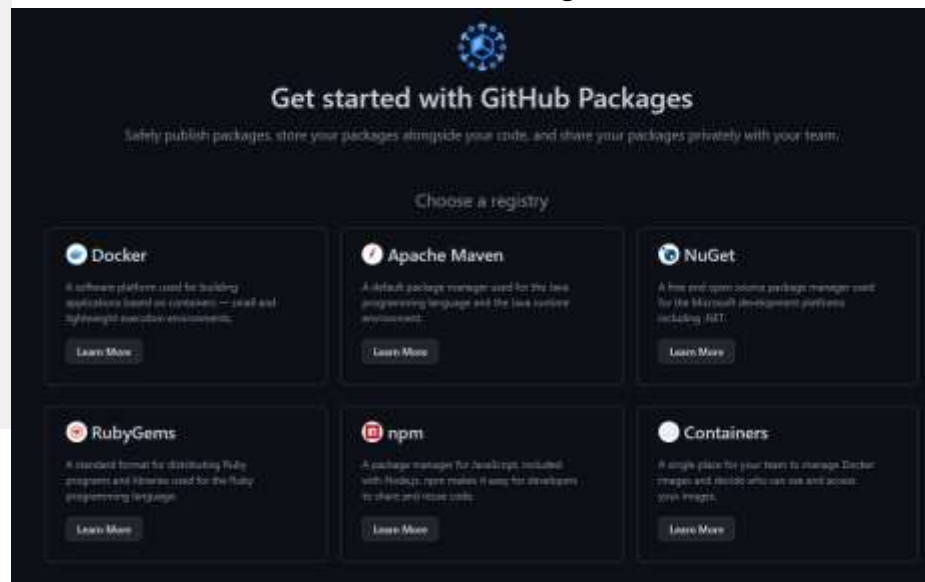 Get started with GitHub Packages
Safely publish packages, store your packages alongside your code, and share your packages privately with your team.
Choose a registry
Docker
A software platform used for building
applications based on containers — small and
lightweight execution environments.
Learn More
Apache Maven
A default package manager used for the Java
programming language and the Java runtime
environment.
Learn More
NuGet
A free and open source package manager used
for the Microsoft development platforms
including .NET.
Learn More
RubyGems
A standard format for distributing Ruby
programs and libraries used for the Ruby
programming language.
Learn More
npm
A package manager for JavaScript, included
with Node.js. npm makes it easy for developers
to share and reuse code.
Learn More
Containers
A single place for your team to manage Docker
images and decide who can see and access
your images.
Learn More